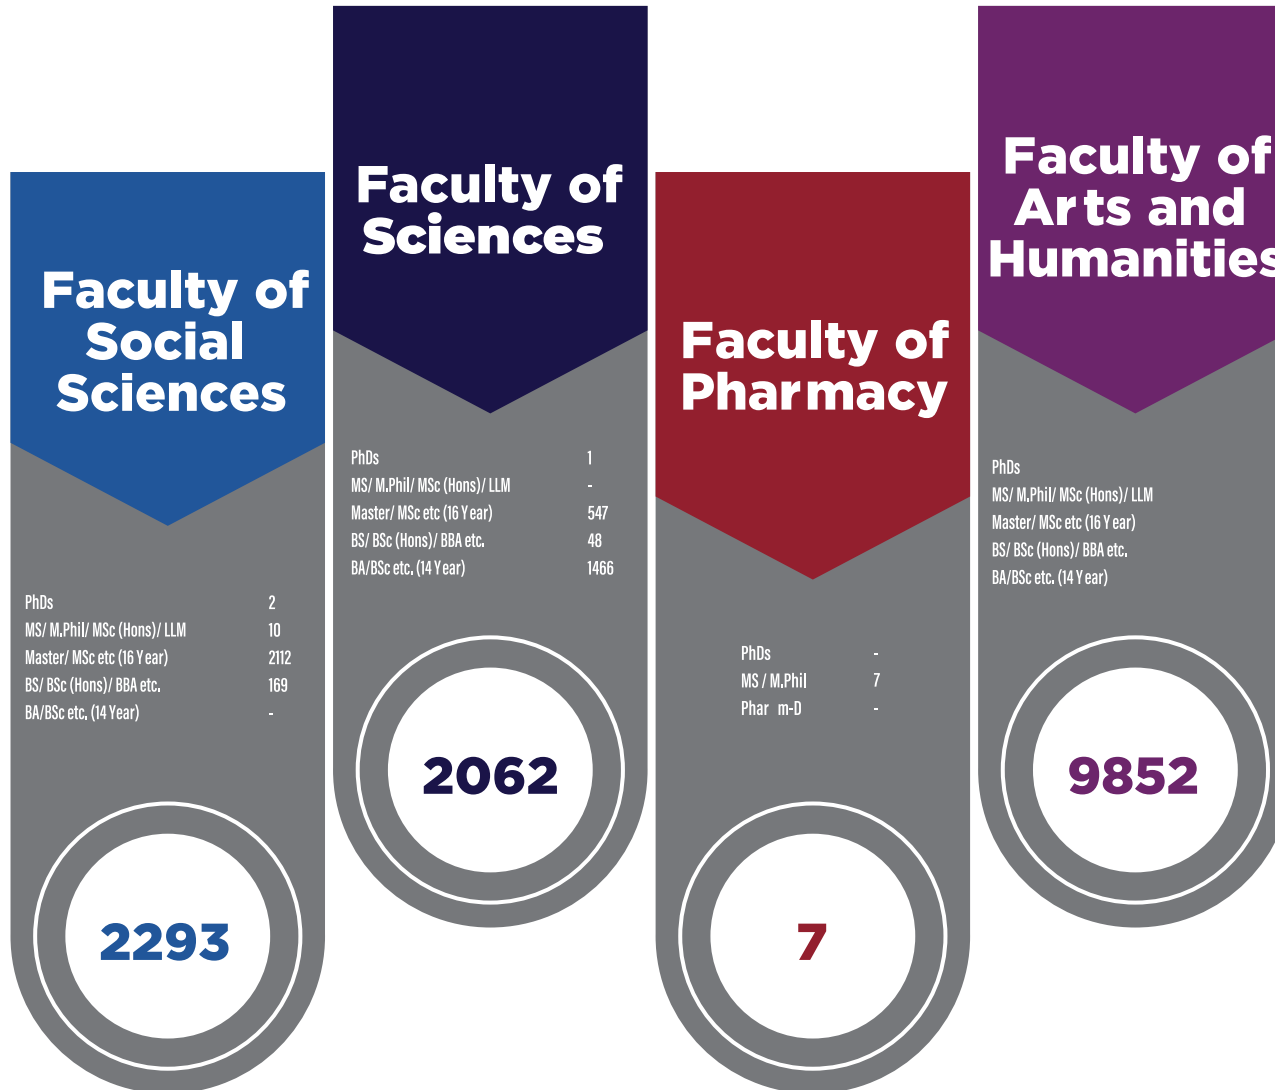 Faculty of
Social
Sciences
PhDs 2
MS/ M.Phil/ MSc (Hons)/ LLM 10
Master/ MSc etc (16 Year) 2112
BS/ BSc (Hons)/ BBA etc. 169
BA/BSc etc. (14 Year) -
2293
Faculty of
Sciences
PhDs 1
MS/ M.Phil/ MSc (Hons)/ LLM -
Master/ MSc etc (16 Year) 547
BS/ BSc (Hons)/ BBA etc. 48
BA/BSc etc. (14 Year) 1466
2062
Faculty of
Pharmacy
PhDs -
MS / M.Phil 7
Phar m-D -
7
Faculty of
Arts and
Humanities
PhDs
MS/ M.Phil/ MSc (Hons)/ LLM
Master/ MSc etc (16 Year)
BS/ BSc (Hons)/ BBA etc.
BA/BSc etc. (14 Year)
9852